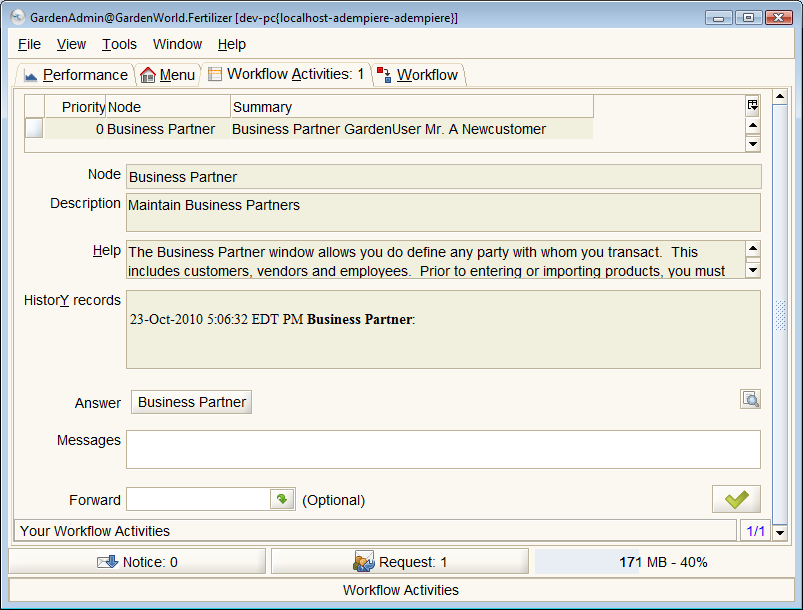 GardenAdmin@GardenWorld.Fertilizer [dev-pc{localhost-adempiere-adempiere}]
File View Tools Window Help
Performance Menu Workflow Activities: 1 Workflow
Priority Node Summary
0 Business Partner Business Partner GardenUser Mr. A Newcustomer
Node Business Partner
Description Maintain Business Partners
Help The Business Partner window allows you do define any party with whom you transact. This
includes customers, vendors and employees. Prior to entering or importing products, you must
HistorY records
23-Oct-2010 5:06:32 EDT PM Business Partner:
Answer Business Partner
Messages
Forward (Optional)
Your Workflow Activities 1/1
Notice: 0 Request: 1 171 MB - 40%
Workflow Activities